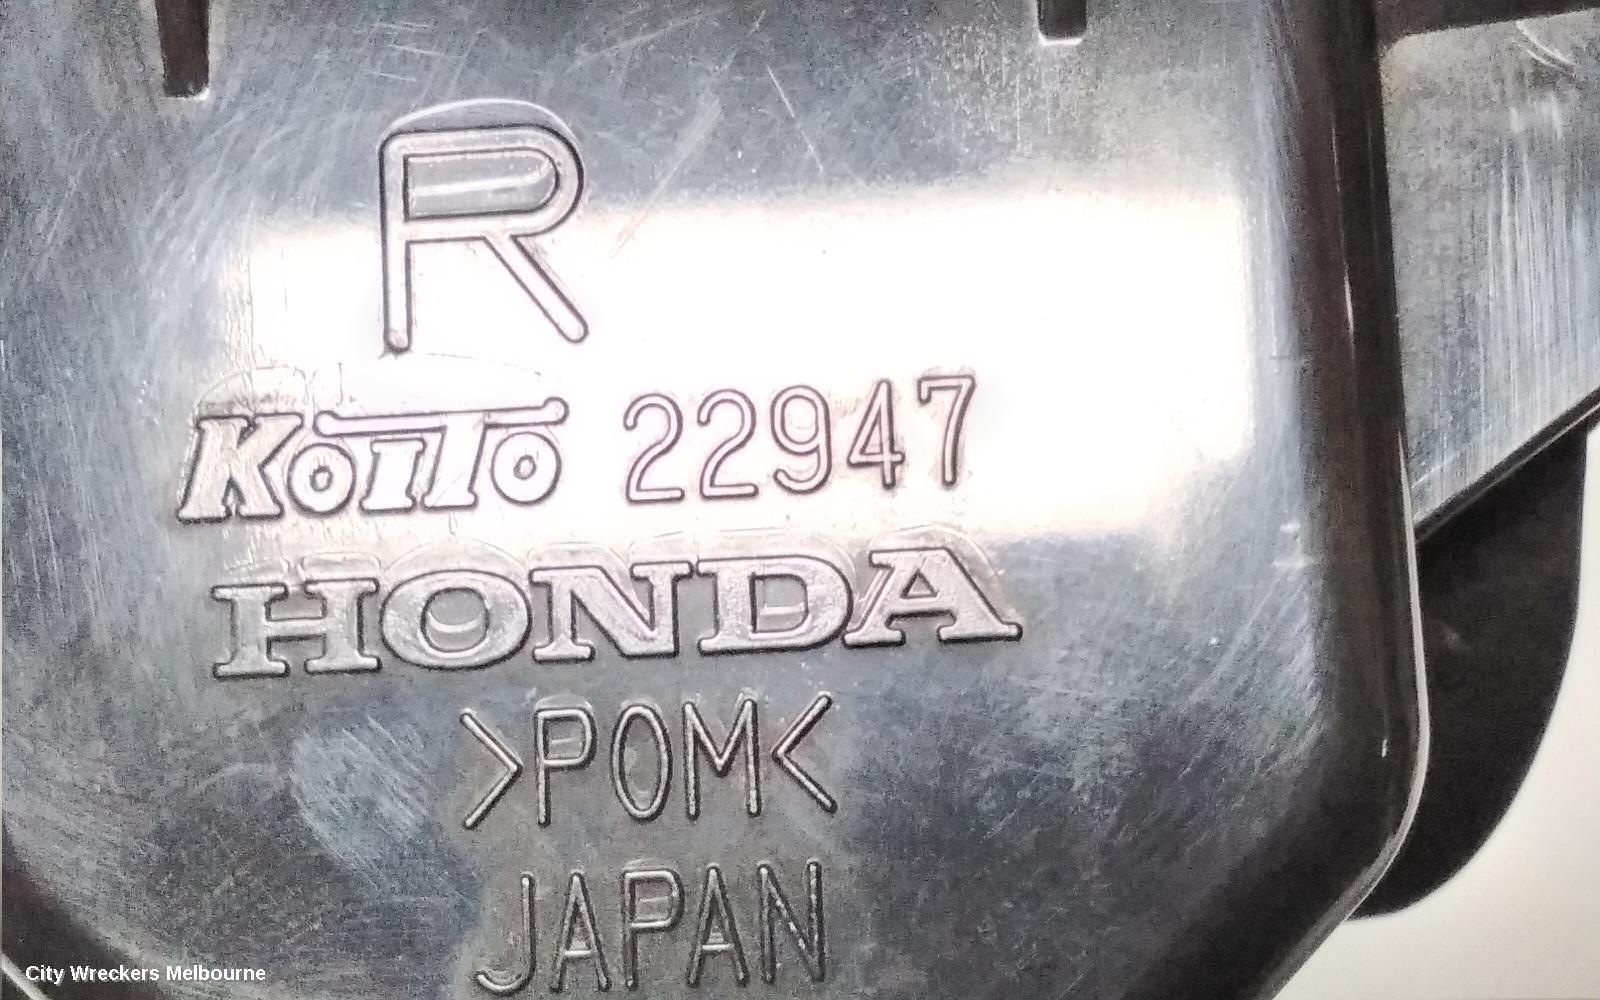 R
KOITO 22947
HONDA
>POM<
JAPAN
City Wreckers Melbourne